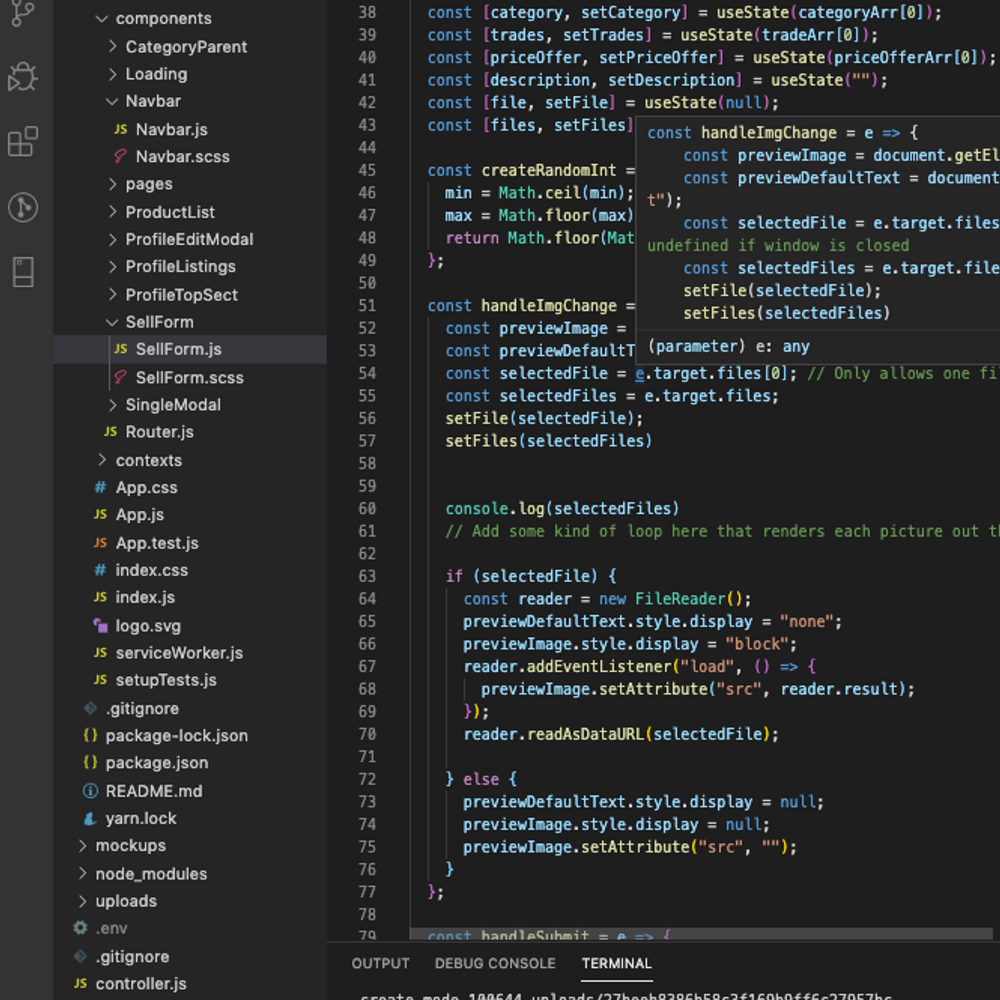 components
CategoryParent
Loading
Navbar
JS Navbar.js
Navbar.scss
pages
ProductList
ProfileEditModal
ProfileListings
ProfileTopSect
SellForm
JS SellForm.js
SellForm.scss
SingleModal
JS Router.js
contexts
# App.css
JS App.js
JS App.test.js
# index.css
JS index.js
logo.svg
JS serviceWorker.js
JS setupTests.js
.gitignore
{} package-lock.json
{} package.json
README.md
yarn.lock
mockups
node_modules
uploads
.env
.gitignore
JS controller.js
38 const [category, setCategory] = useState(categoryArr[0]);
39 const [trades, setTrades] = useState(tradeArr[0]);
40 const [priceOffer, setPriceOffer] = useState(priceOfferArr[0]);
41 const [description, setDescription] = useState("");
42 const [file, setFile] = useState(null);
43 const [files, setFiles]
44
45 const createRandomInt =
46 min = Math.ceil(min);
47 max = Math.floor(max)
48 return Math.floor(Mat
49 };
50
51 const handleImgChange =
52 const previewImage =
53 const previewDefaultT
54 const selectedFile = e.target.files[0]; // Only allows one fi
55 const selectedFiles = e.target.files;
56 setFile(selectedFile);
57 setFiles(selectedFiles)
58
59
60 console.log(selectedFiles)
61 // Add some kind of loop here that renders each picture out th
62
63 if (selectedFile) {
64 const reader = new FileReader();
65 previewDefaultText.style.display = "none";
66 previewImage.style.display = "block";
67 reader.addEventListener("load", () => {
68 previewImage.setAttribute("src", reader.result);
69 });
70 reader.readAsDataURL(selectedFile);
71
72 } else {
73 previewDefaultText.style.display = null;
74 previewImage.style.display = null;
75 previewImage.setAttribute("src", "");
76 }
77 };
78
79 const handleSubmit = e => {
const handleImgChange = e => {
const previewImage = document.getEl
const previewDefaultText = document
t");
const selectedFile = e.target.files
undefined if window is closed
const selectedFiles = e.target.file
setFile(selectedFile);
setFiles(selectedFiles)
(parameter) e: any
OUTPUT DEBUG CONSOLE TERMINAL
create mode 100644